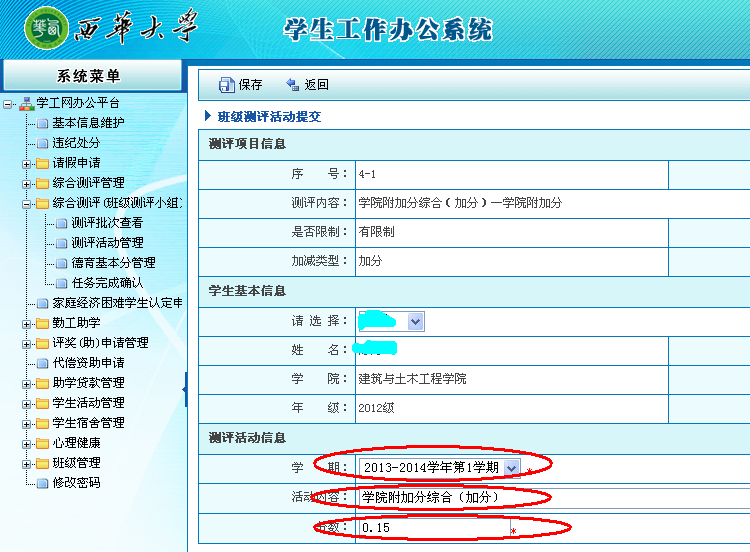 西華大學
学生工作办公系统
系统菜单
学工网办公平台
基本信息维护
违纪处分
请假申请
综合测评管理
综合测评(班级测评小组)
测评批次查看
测评活动管理
德育基本分管理
任务完成确认
家庭经济困难学生认定申
勤工助学
评奖(助)申请管理
代偿资助申请
助学贷款管理
学生活动管理
学生宿舍管理
心理健康
班级管理
修改密码
保存 返回
班级测评活动提交
测评项目信息
序 号： 4-1
测评内容： 学院附加分综合（加分）—学院附加分
是否限制： 有限制
加减类型： 加分
学生基本信息
请 选 择：
姓 名：
学 院： 建筑与土木工程学院
年 级： 2012级
测评活动信息
学 期： 2013-2014学年第1学期 *
活动内容： 学院附加分综合（加分）
分数： 0.15 *